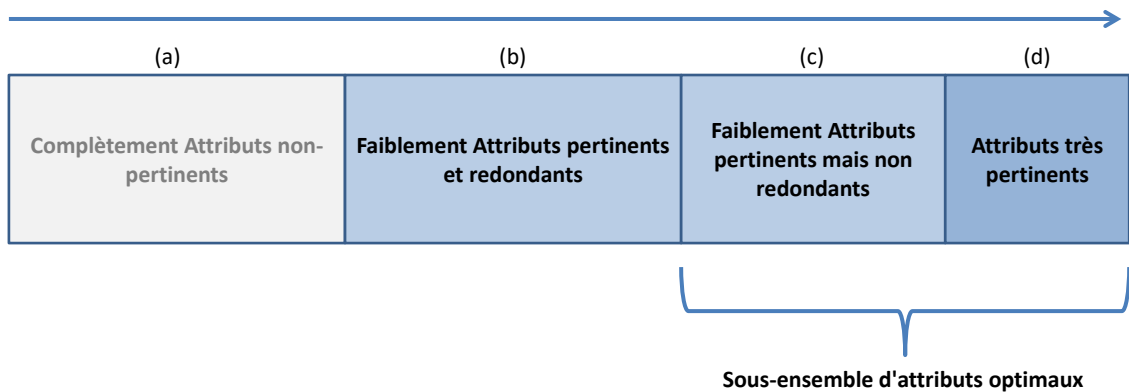 (a)
(b)
(c)
(d)
Complètement Attributs non-
pertinents
Faiblement Attributs pertinents
et redondants
Faiblement Attributs
pertinents mais non
redondants
Attributs très
pertinents
Sous-ensemble d'attributs optimaux